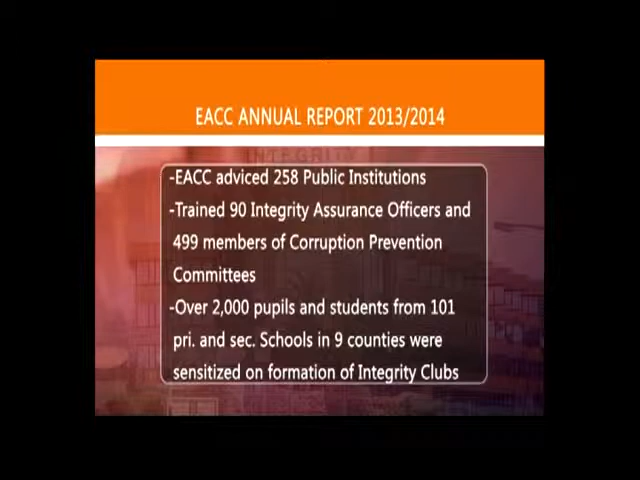 EACC ANNUAL REPORT 2013/2014
INTEGRITY
-EACC adviced 258 Public Institutions
-Trained 90 Integrity Assurance Officers and
499 members of Corruption Prevention
Committees
-Over 2,000 pupils and students from 101
pri. and sec. Schools in 9 counties were
sensitized on formation of Integrity Clubs